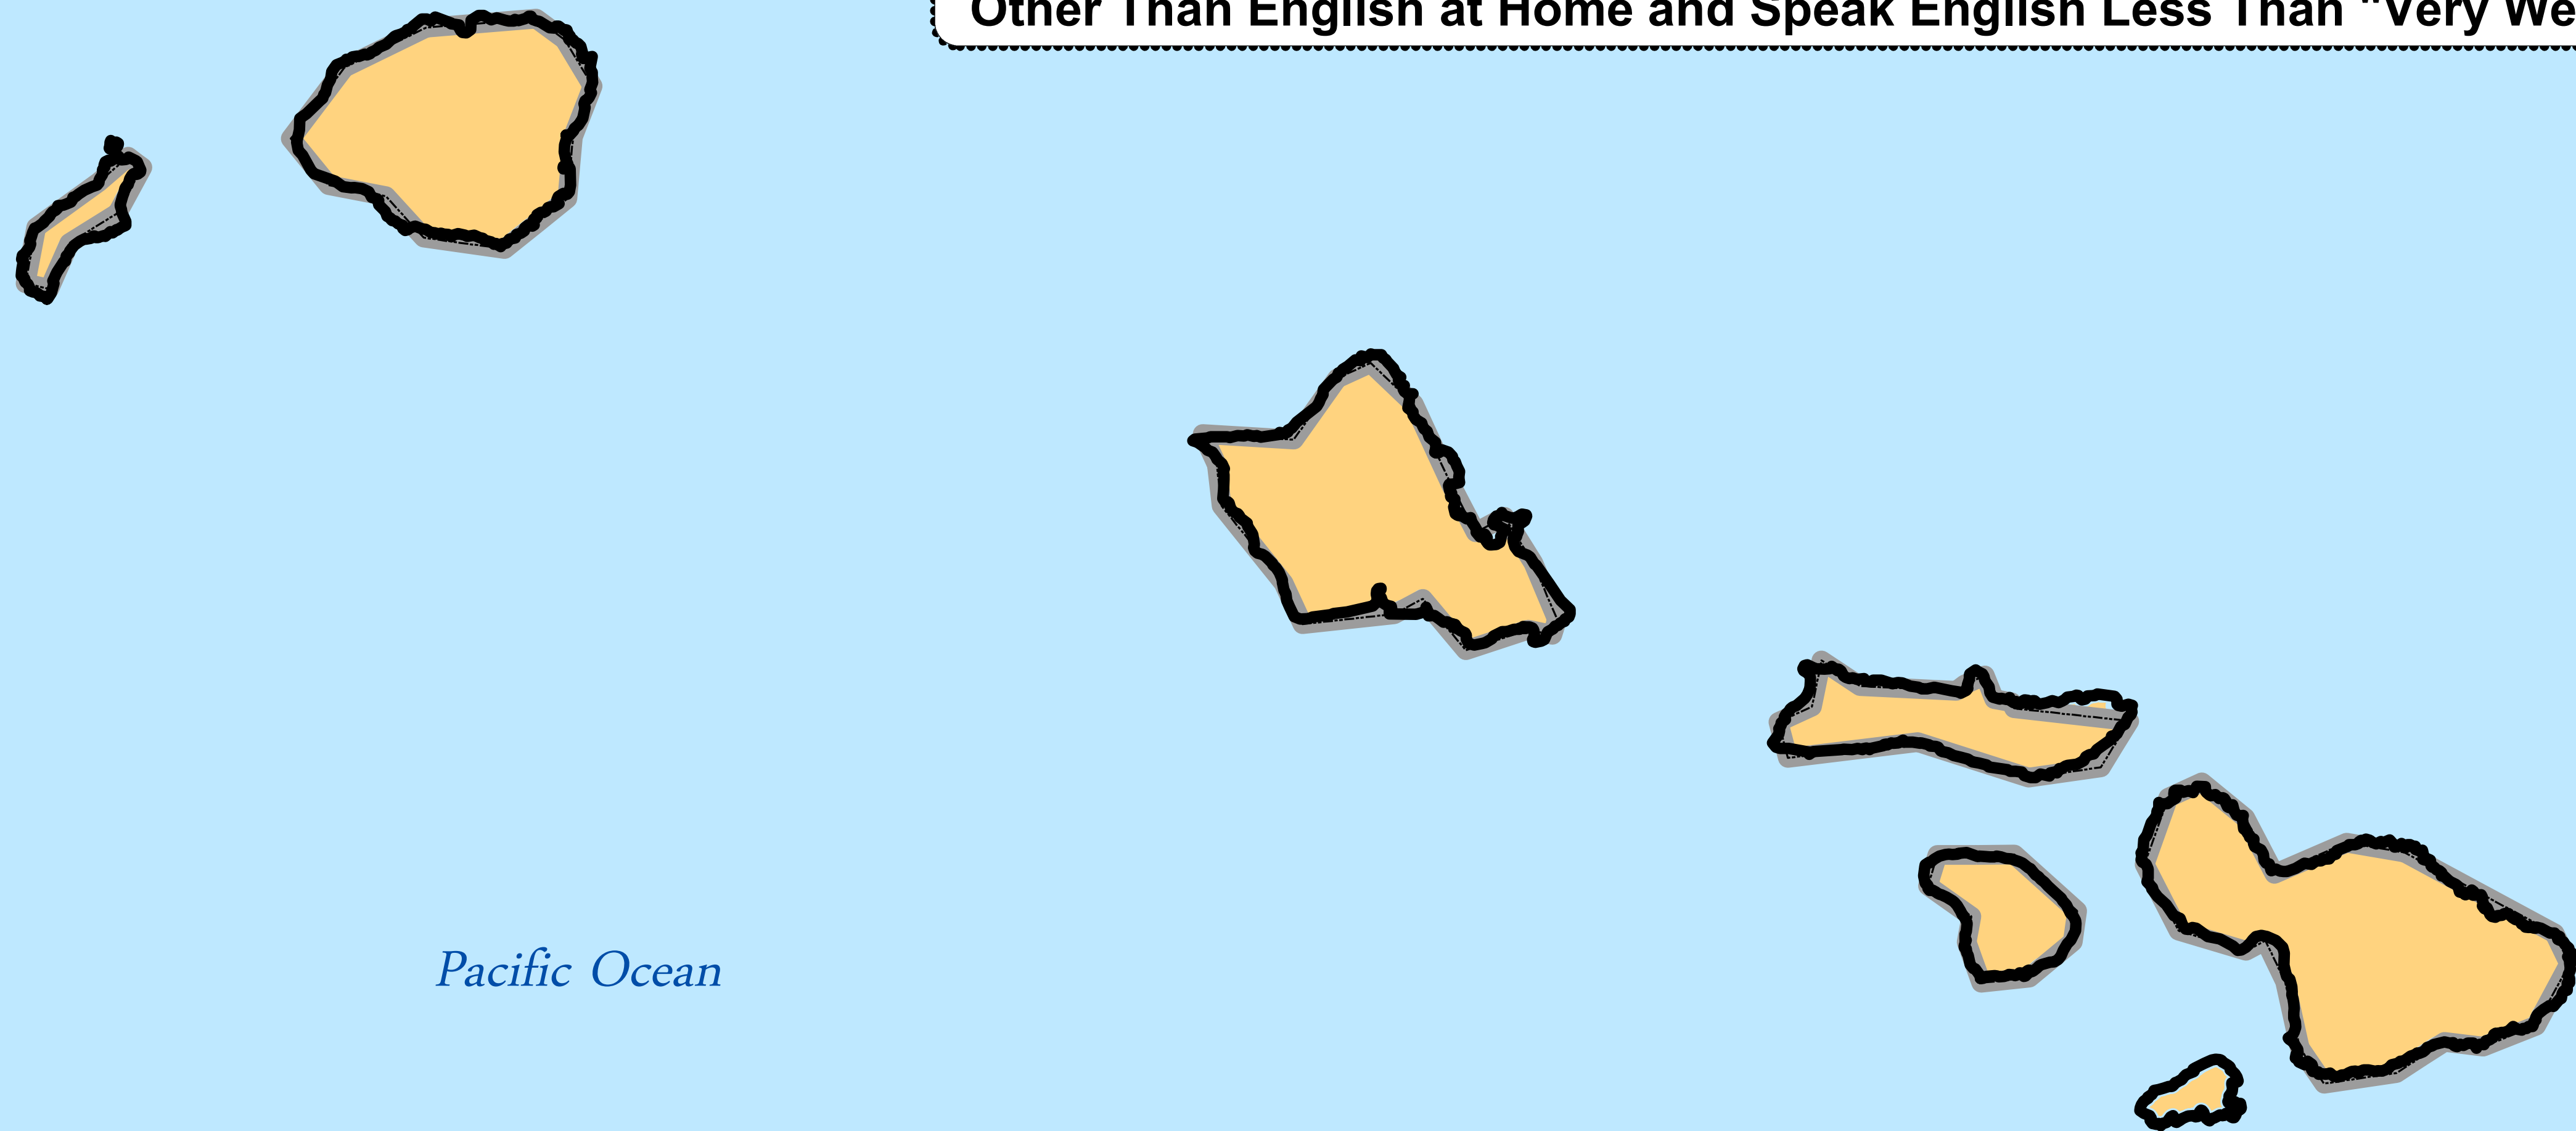 Other Than English at Home and Speak English Less Than "Very We
Pacific Ocean